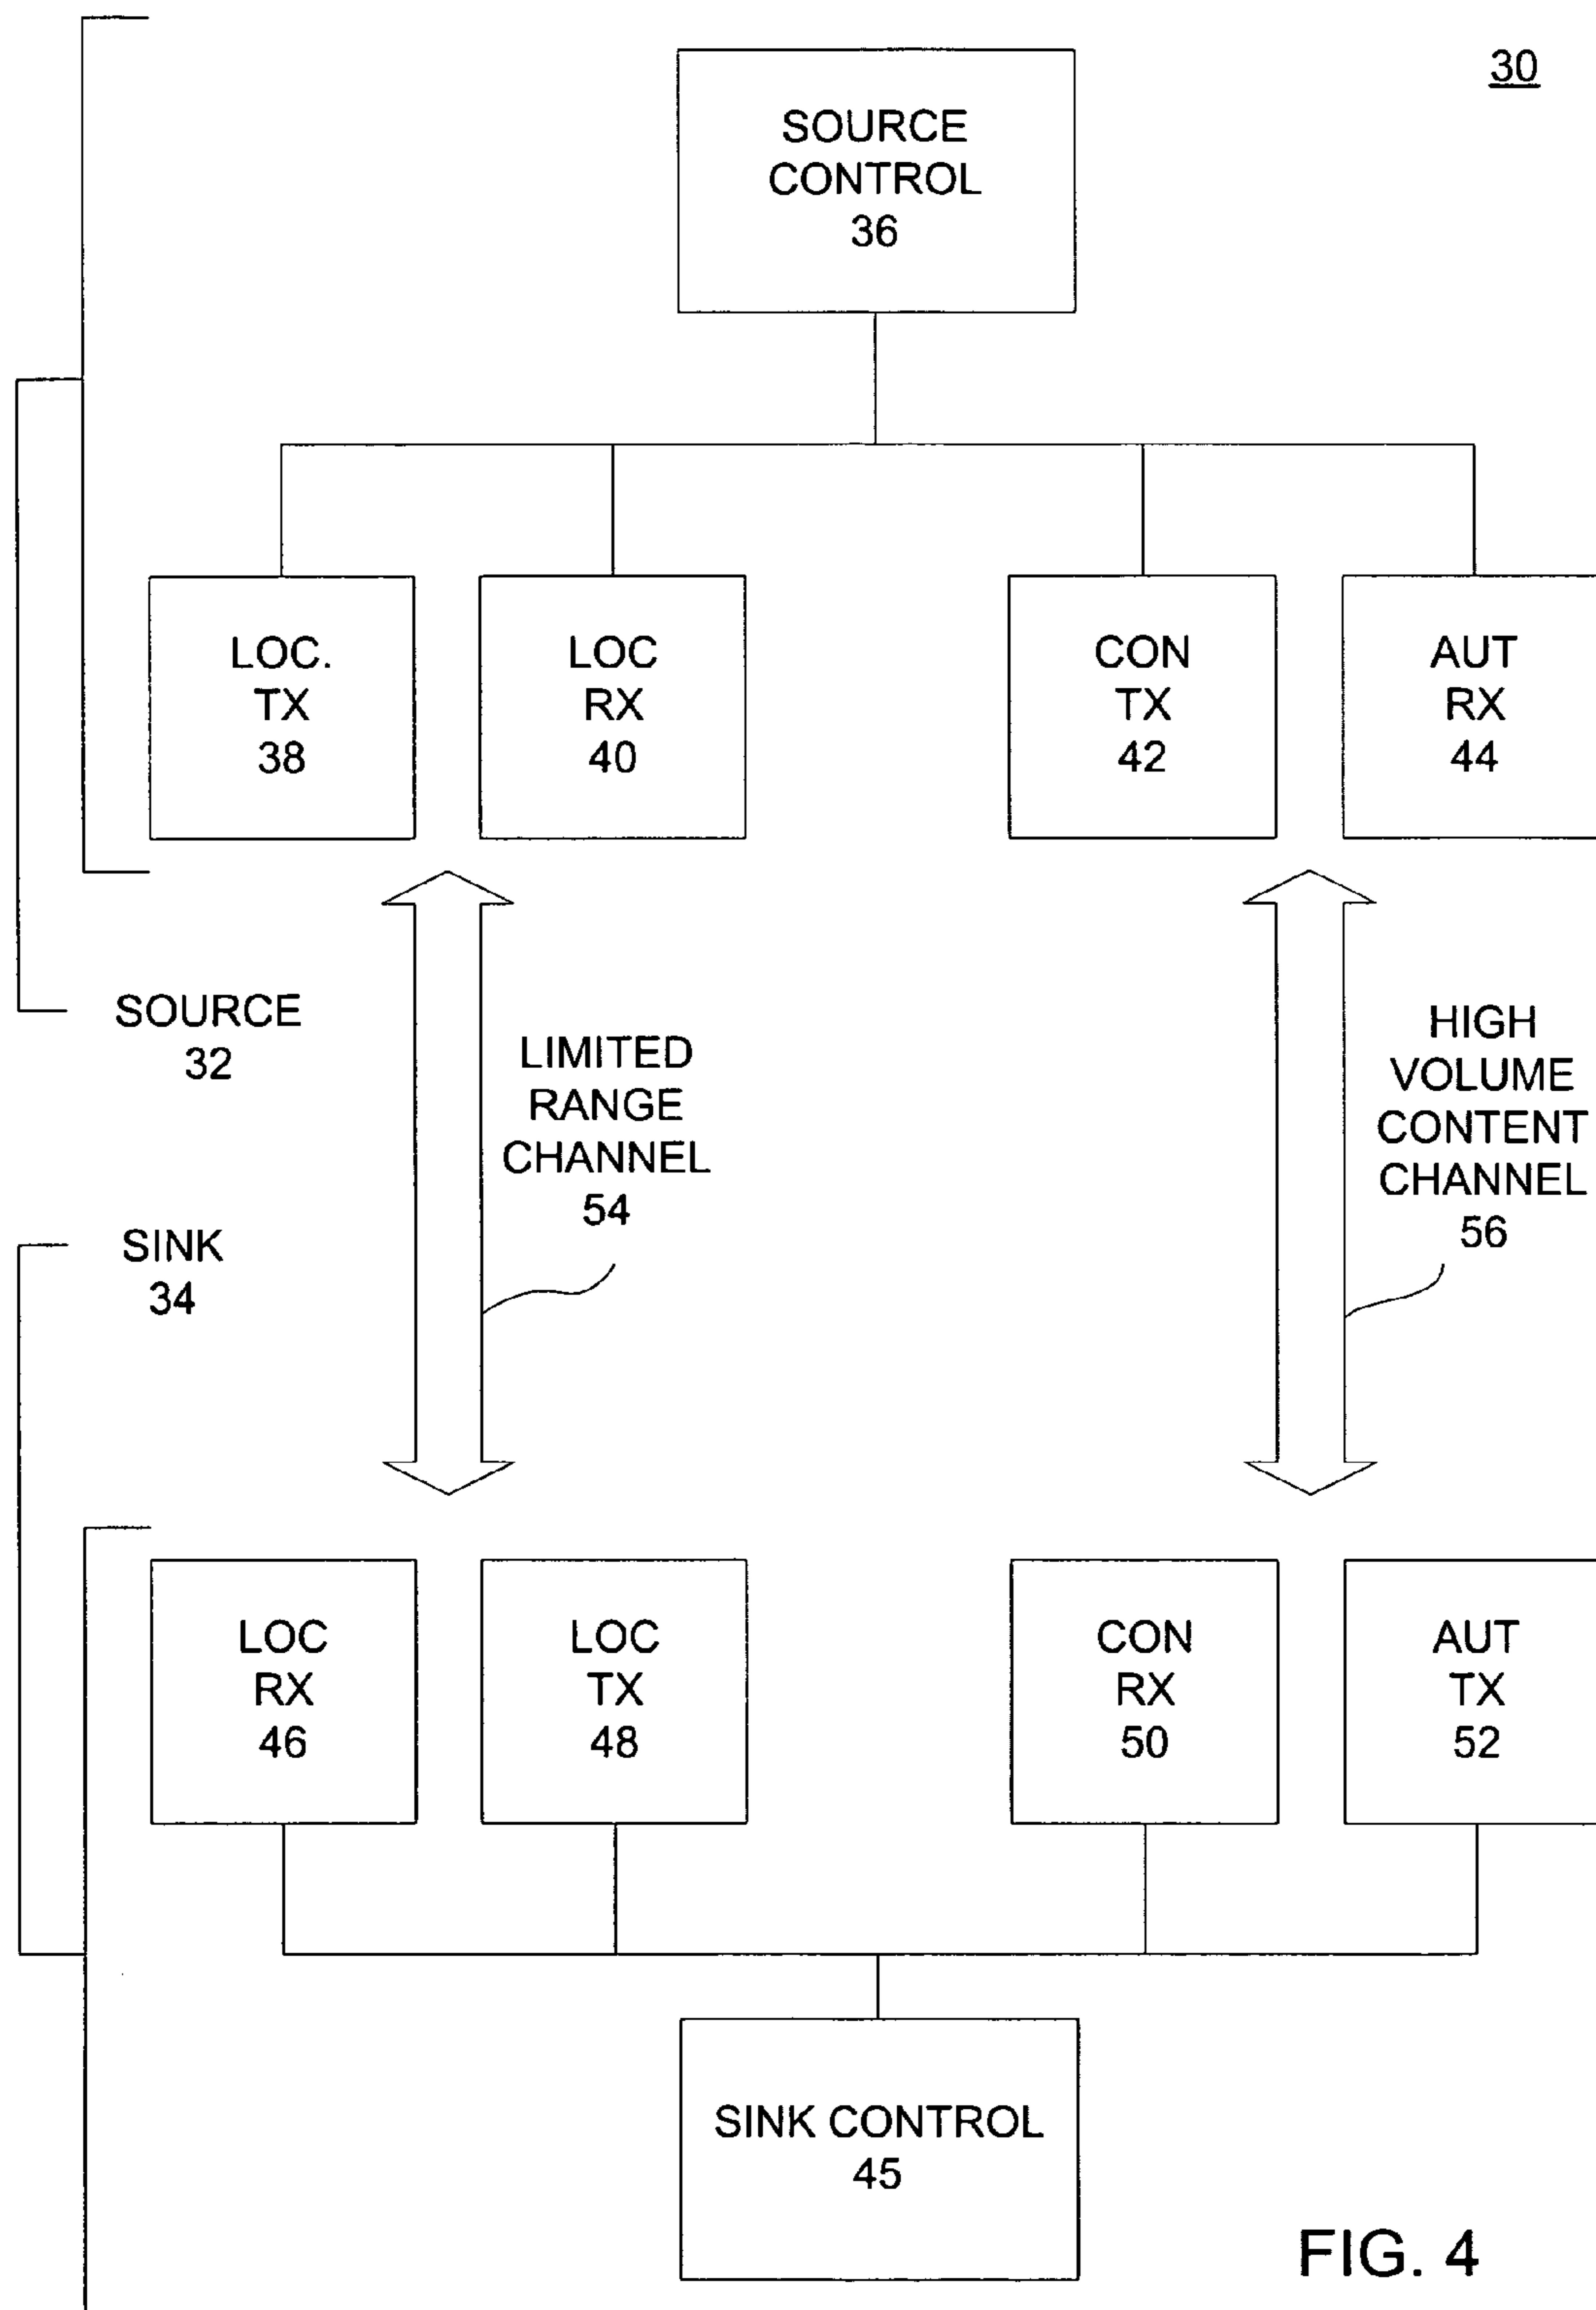 30
SOURCE
CONTROL
36
LOC.
TX
38
LOC
RX
40
CON
TX
42
AUT
RX
44
SOURCE
32
LIMITED
RANGE
CHANNEL
54
HIGH
VOLUME
CONTENT
CHANNEL
56
SINK
34
LOC
RX
46
LOC
TX
48
CON
RX
50
AUT
TX
52
SINK CONTROL
45
FIG. 4